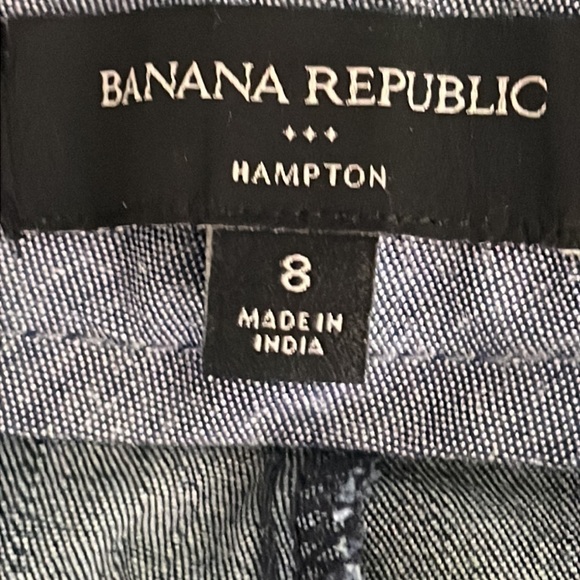 BANANA REPUBLIC
HAMPTON
8
MADE IN
INDIA